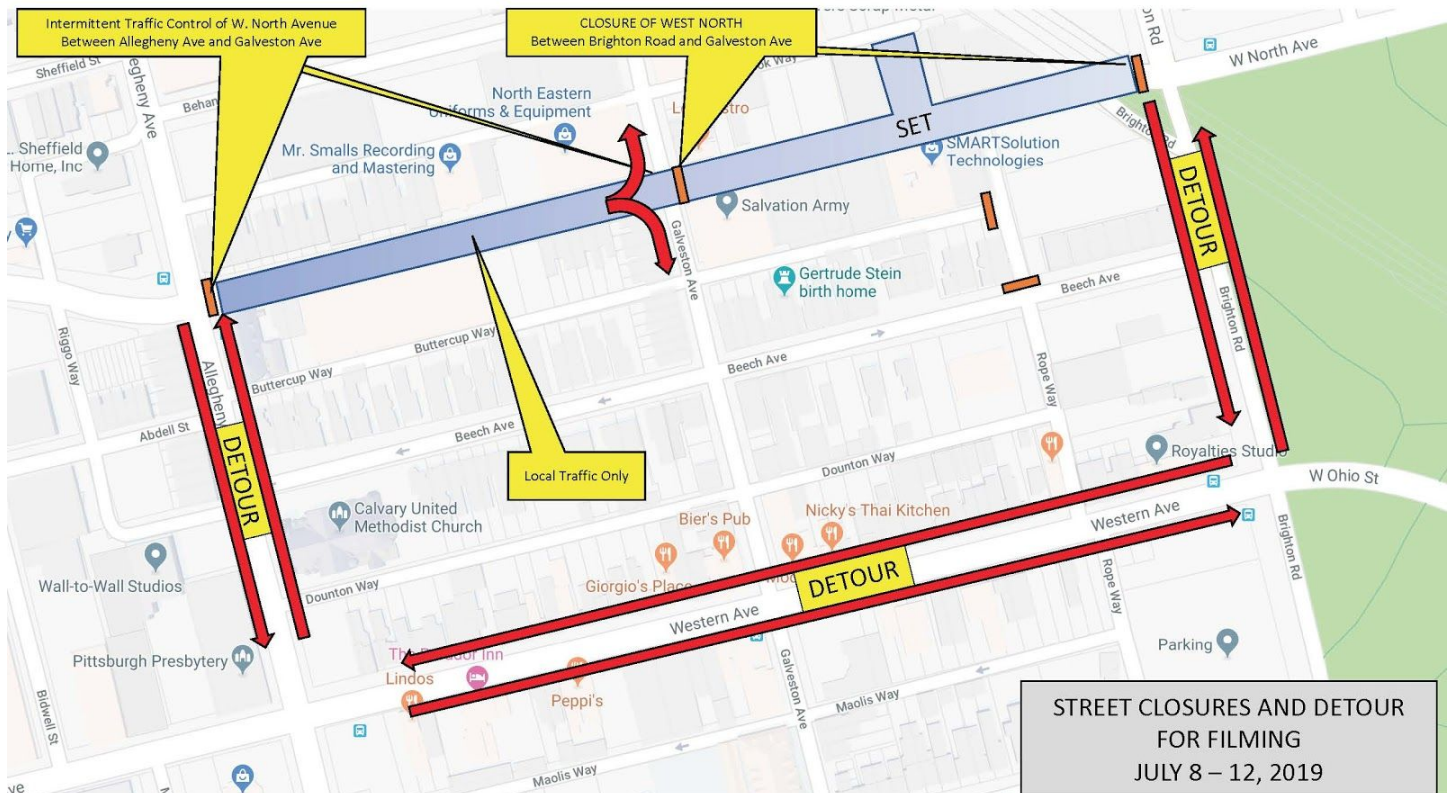 Intermittent Traffic Control of W. North Avenue
Between Allegheny Ave and Galveston Ave
CLOSURE OF WEST NORTH
Between Brighton Road and Galveston Ave
W North Ave
Sheffield St
Allegheny Ave
North Eastern
Uniforms & Equipment
Sheffield
Home, Inc
Mr. Smalls Recording
and Mastering
SET
SMARTSolution
Technologies
Brighton Rd
Salvation Army
DETOUR
Galveston Ave
Gertrude Stein
birth home
Beech Ave
Brighton Rd
Riggo Way
Buttercup Way
Buttercup Way
Beech Ave
Rope Way
Allegheny
Abdell St
Beech Ave
DETOUR
Local Traffic Only
Dounton Way
Royalties Studio
W Ohio St
Calvary United
Methodist Church
Nicky's Thai Kitchen
Bier's Pub
Western Ave
Brighton Rd
Wall-to-Wall Studios
Dounton Way
Giorgio's Place
DETOUR
Rope Way
Western Ave
Pittsburgh Presbytery
Inn
Lindos
Peppi's
Galveston Ave
Parking
Bidwell St
Maolis Way
Maolis Way
STREET CLOSURES AND DETOUR
FOR FILMING
JULY 8 – 12, 2019